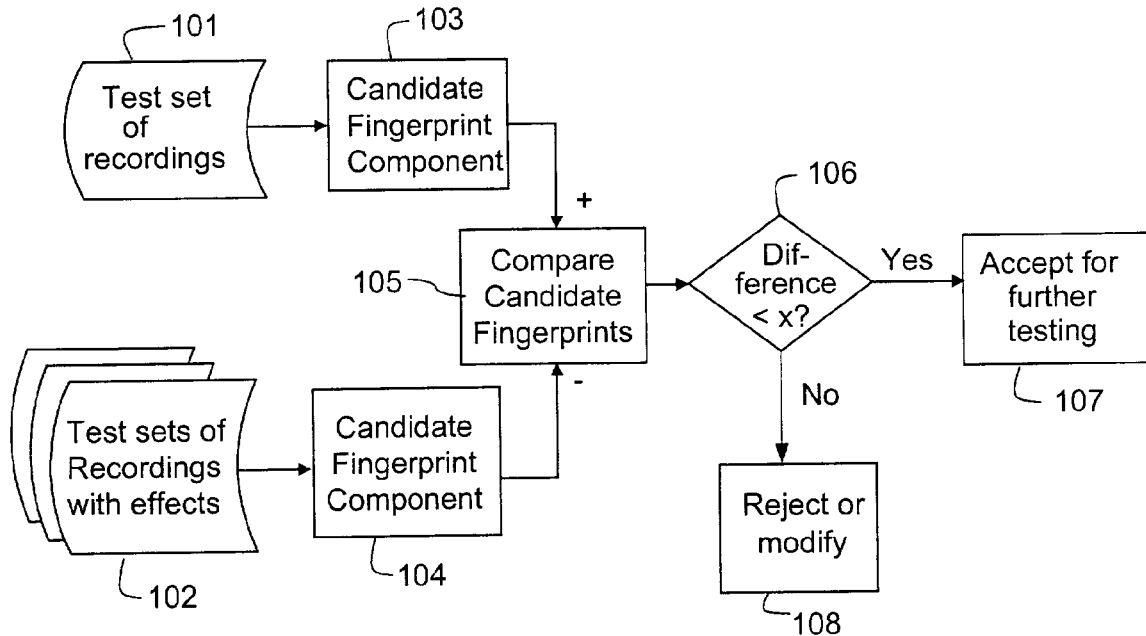 101
Test set
of
recordings
103
Candidate
Fingerprint
Component
+
105
Compare
Candidate
Fingerprints
-
106
Dif-
ference
< x?
Yes
Accept for
further
testing
107
No
Reject or
modify
108
Test sets of
Recordings
with effects
102
Candidate
Fingerprint
Component
104